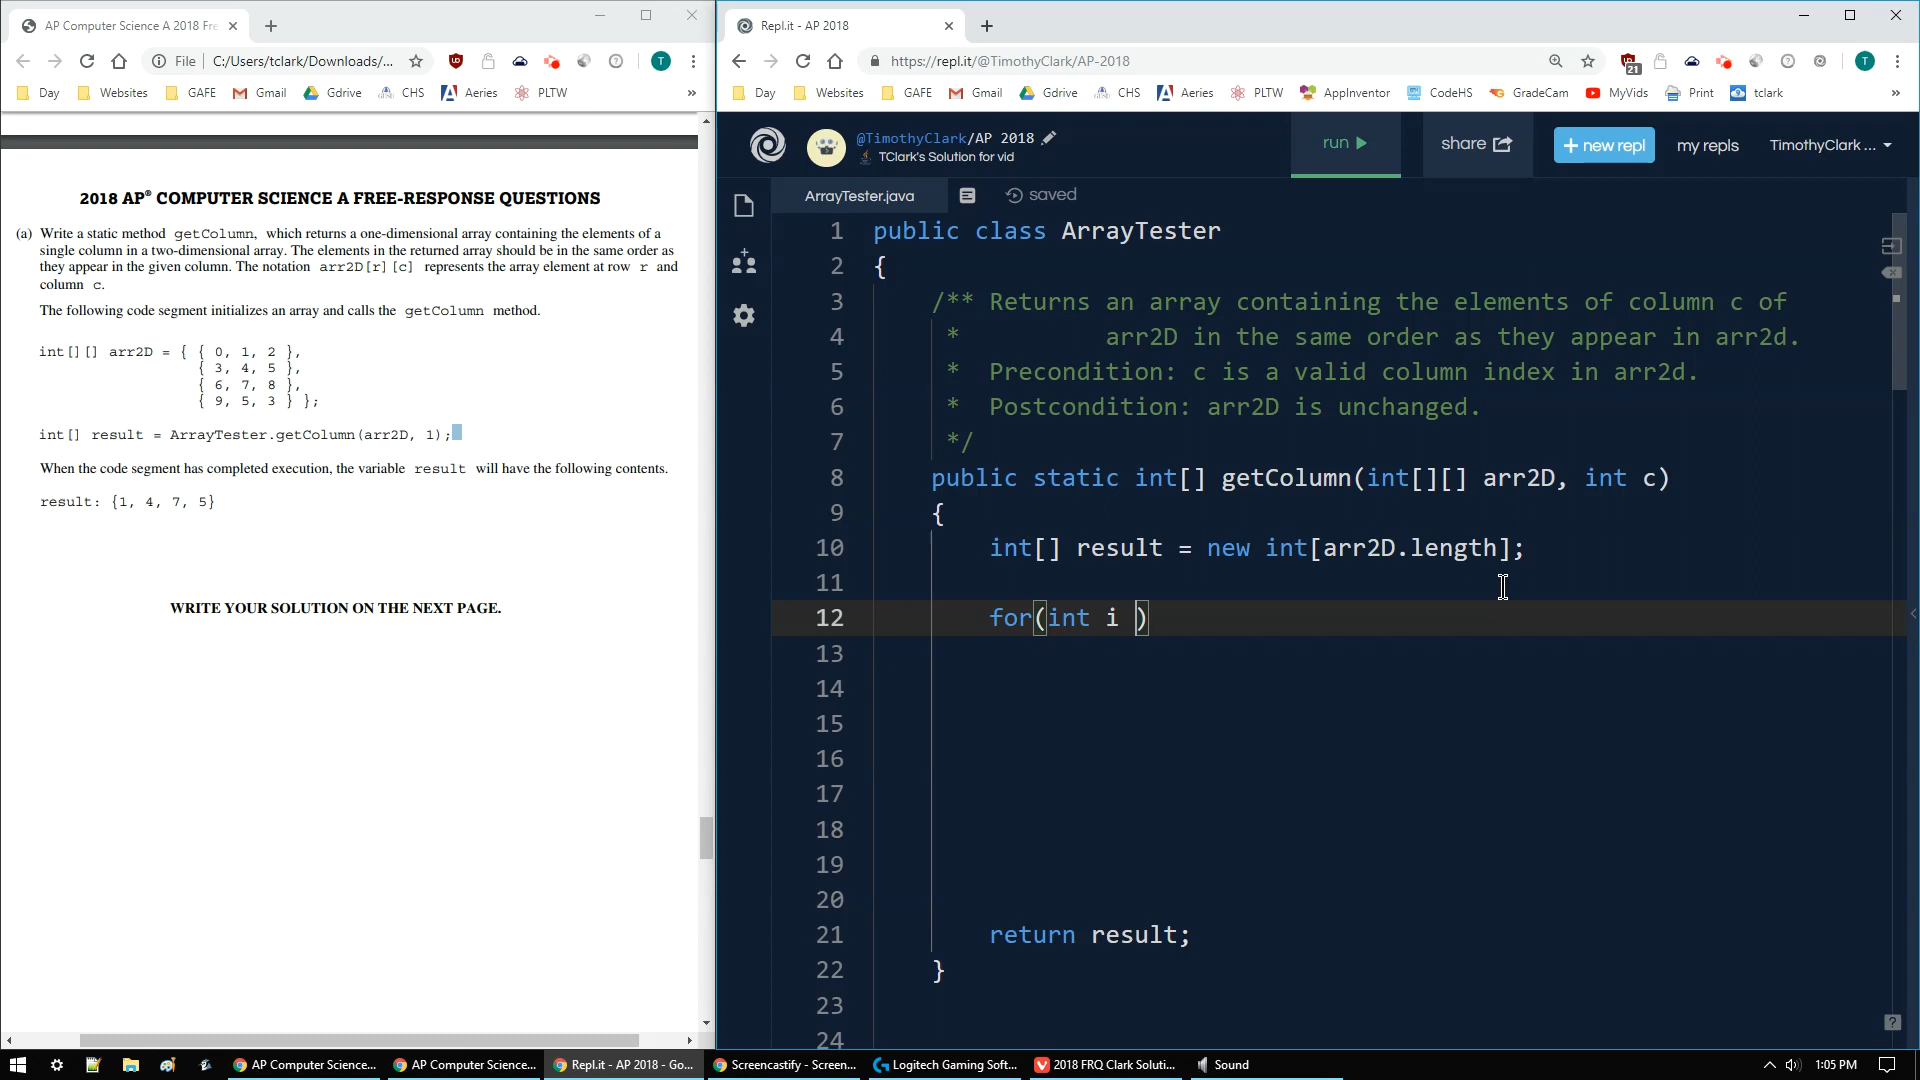 AP Computer Science A 2018 Fre
File
C:/Users/tclark/Downloads/...
T
Day
Websites
GAFE
Gmail
Gdrive
CHS
Aeries
PLTW
»
2018 AP® COMPUTER SCIENCE A FREE-RESPONSE QUESTIONS
(a) Write a static method getColumn, which returns a one-dimensional array containing the elements of a
single column in a two-dimensional array. The elements in the returned array should be in the same order as
they appear in the given column. The notation arr2D[r][c] represents the array element at row r and
column c.
The following code segment initializes an array and calls the getColumn method.
int[][] arr2D = { { 0, 1, 2 },
{ 3, 4, 5 },
{ 6, 7, 8 },
{ 9, 5, 3 } };
int[] result = ArrayTester.getColumn(arr2D, 1);
When the code segment has completed execution, the variable result will have the following contents.
result: {1, 4, 7, 5}
WRITE YOUR SOLUTION ON THE NEXT PAGE.
Repl.it - AP 2018
https://repl.it/@TimothyClark/AP-2018
21
T
Day
Websites
GAFE
Gmail
Gdrive
CHS
Aeries
PLTW
AppInventor
CodeHS
GradeCam
MyVids
Print
tclark
»
@TimothyClark/AP 2018
TClark's Solution for vid
run
share
+ new repl
my repls
TimothyClark ...
ArrayTester.java
saved
1 public class ArrayTester
2 {
3 /** Returns an array containing the elements of column c of
4 * arr2D in the same order as they appear in arr2d.
5 * Precondition: c is a valid column index in arr2d.
6 * Postcondition: arr2D is unchanged.
7 */
8 public static int[] getColumn(int[][] arr2D, int c)
9 {
10 int[] result = new int[arr2D.length];
11
12 for(int i )
13
14
15
16
17
18
19
20
21 return result;
22 }
23
24
?
AP Computer Science...
AP Computer Science...
Repl.it - AP 2018 - Go...
Screencastify - Screen...
Logitech Gaming Soft...
2018 FRQ Clark Soluti...
Sound
1:05 PM